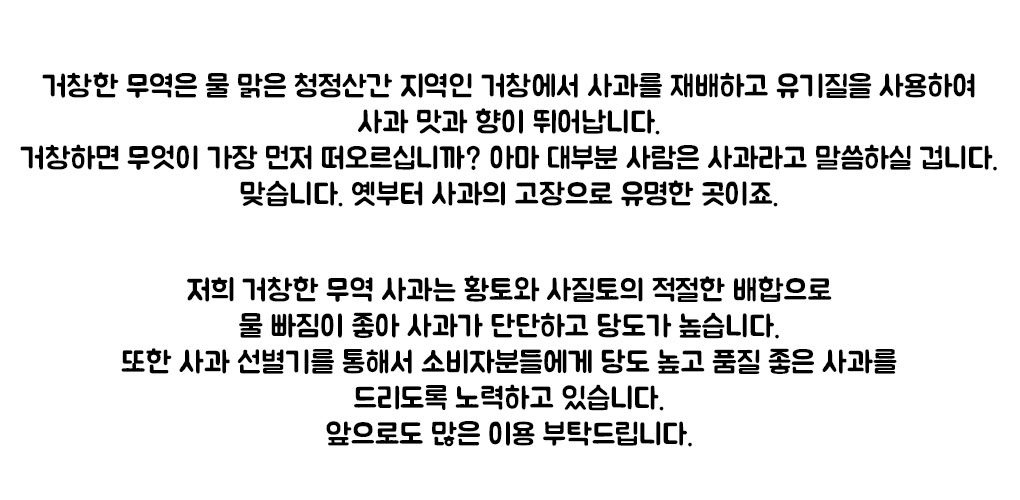 거창한 무역은 물 맑은 청정산간 지역인 거창에서 사과를 재배하고 유기질을 사용하여
사과 맛과 향이 뛰어납니다.
거창하면 무엇이 가장 먼저 떠오르십니까? 아마 대부분 사람은 사과라고 말씀하실 겁니다.
맞습니다. 옛부터 사과의 고장으로 유명한 곳이죠.
저희 거창한 무역 사과는 황토와 사질토의 적절한 배합으로
물 빠짐이 좋아 사과가 단단하고 당도가 높습니다.
또한 사과 선별기를 통해서 소비자분들에게 당도 높고 품질 좋은 사과를
드리도록 노력하고 있습니다.
앞으로도 많은 이용 부탁드립니다.